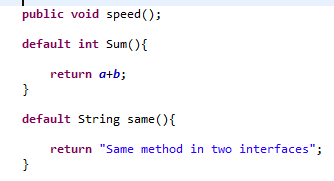 public void speed();
default int Sum(){
return a+b;
}
default String same(){
return "Same method in two interfaces";
}